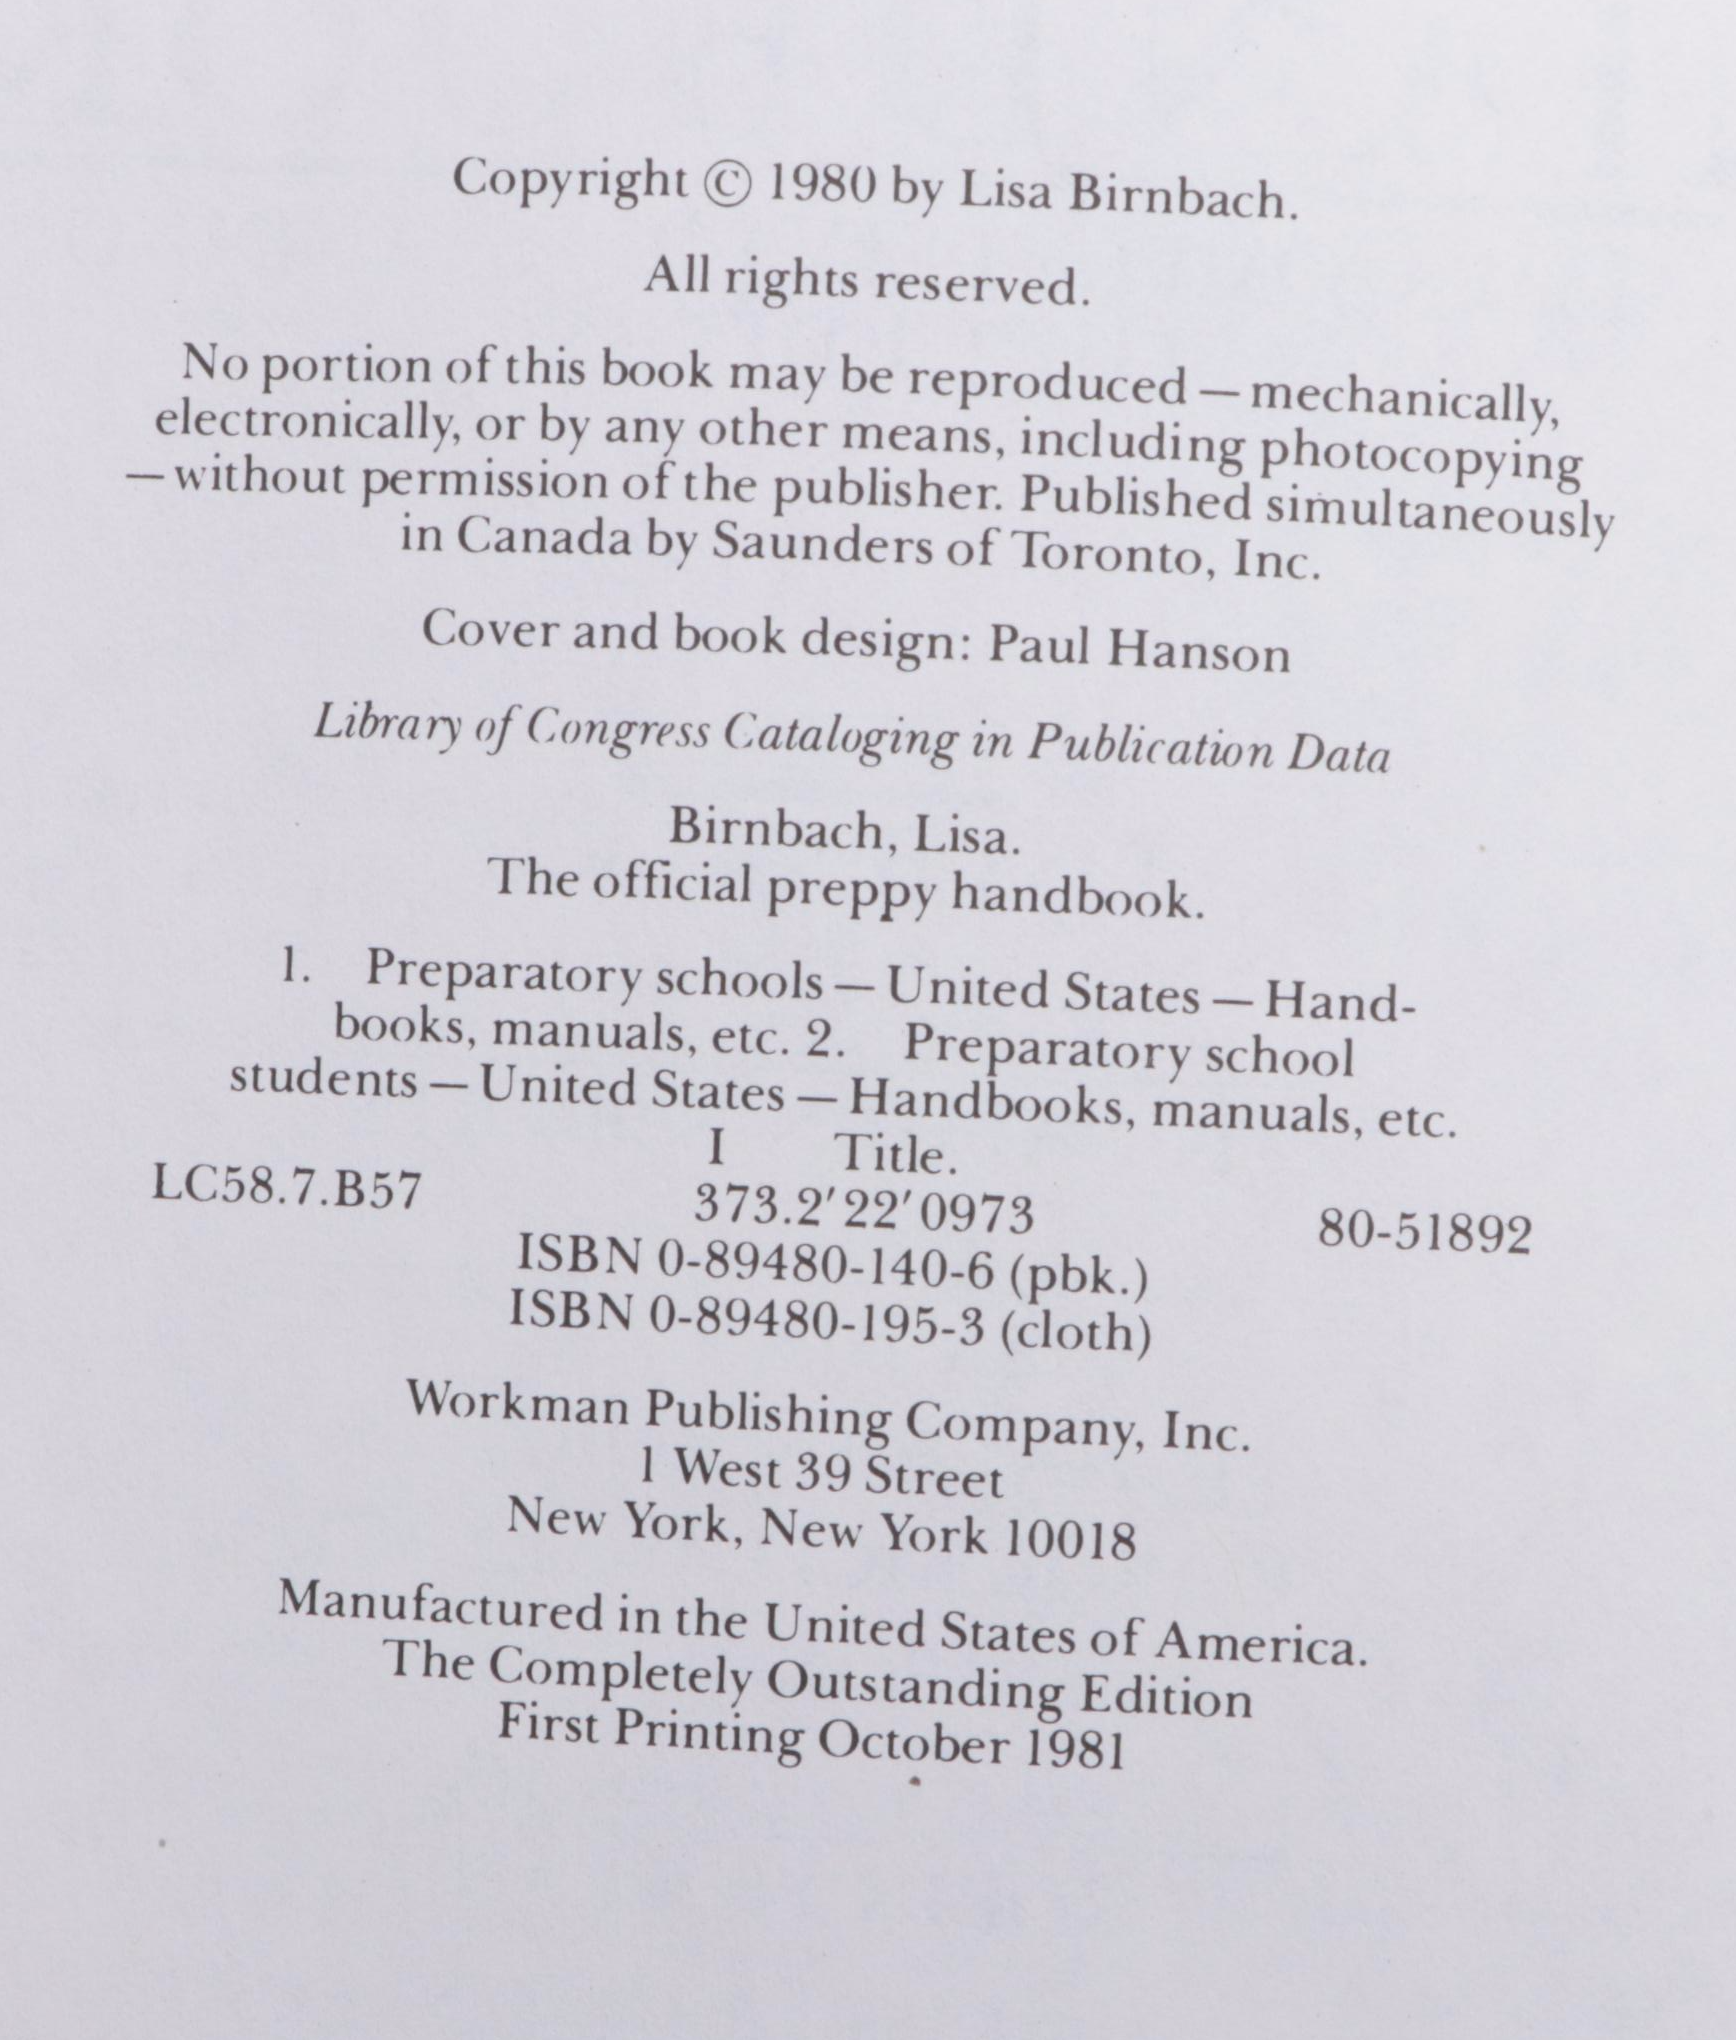 Copyright © 1980 by Lisa Birnbach.
All rights reserved.
No portion of this book may be reproduced — mechanically,
electronically, or by any other means, including photocopying
— without permission of the publisher. Published simultaneously
in Canada by Saunders of Toronto, Inc.
Cover and book design: Paul Hanson
Library of Congress Cataloging in Publication Data
Birnbach, Lisa.
The official preppy handbook.
1. Preparatory schools — United States — Hand-
books, manuals, etc. 2. Preparatory school
students — United States — Handbooks, manuals, etc.
I Title.
LC58.7.B57 373.2′22′0973 80-51892
ISBN 0-89480-140-6 (pbk.)
ISBN 0-89480-195-3 (cloth)
Workman Publishing Company, Inc.
1 West 39 Street
New York, New York 10018
Manufactured in the United States of America.
The Completely Outstanding Edition
First Printing October 1981